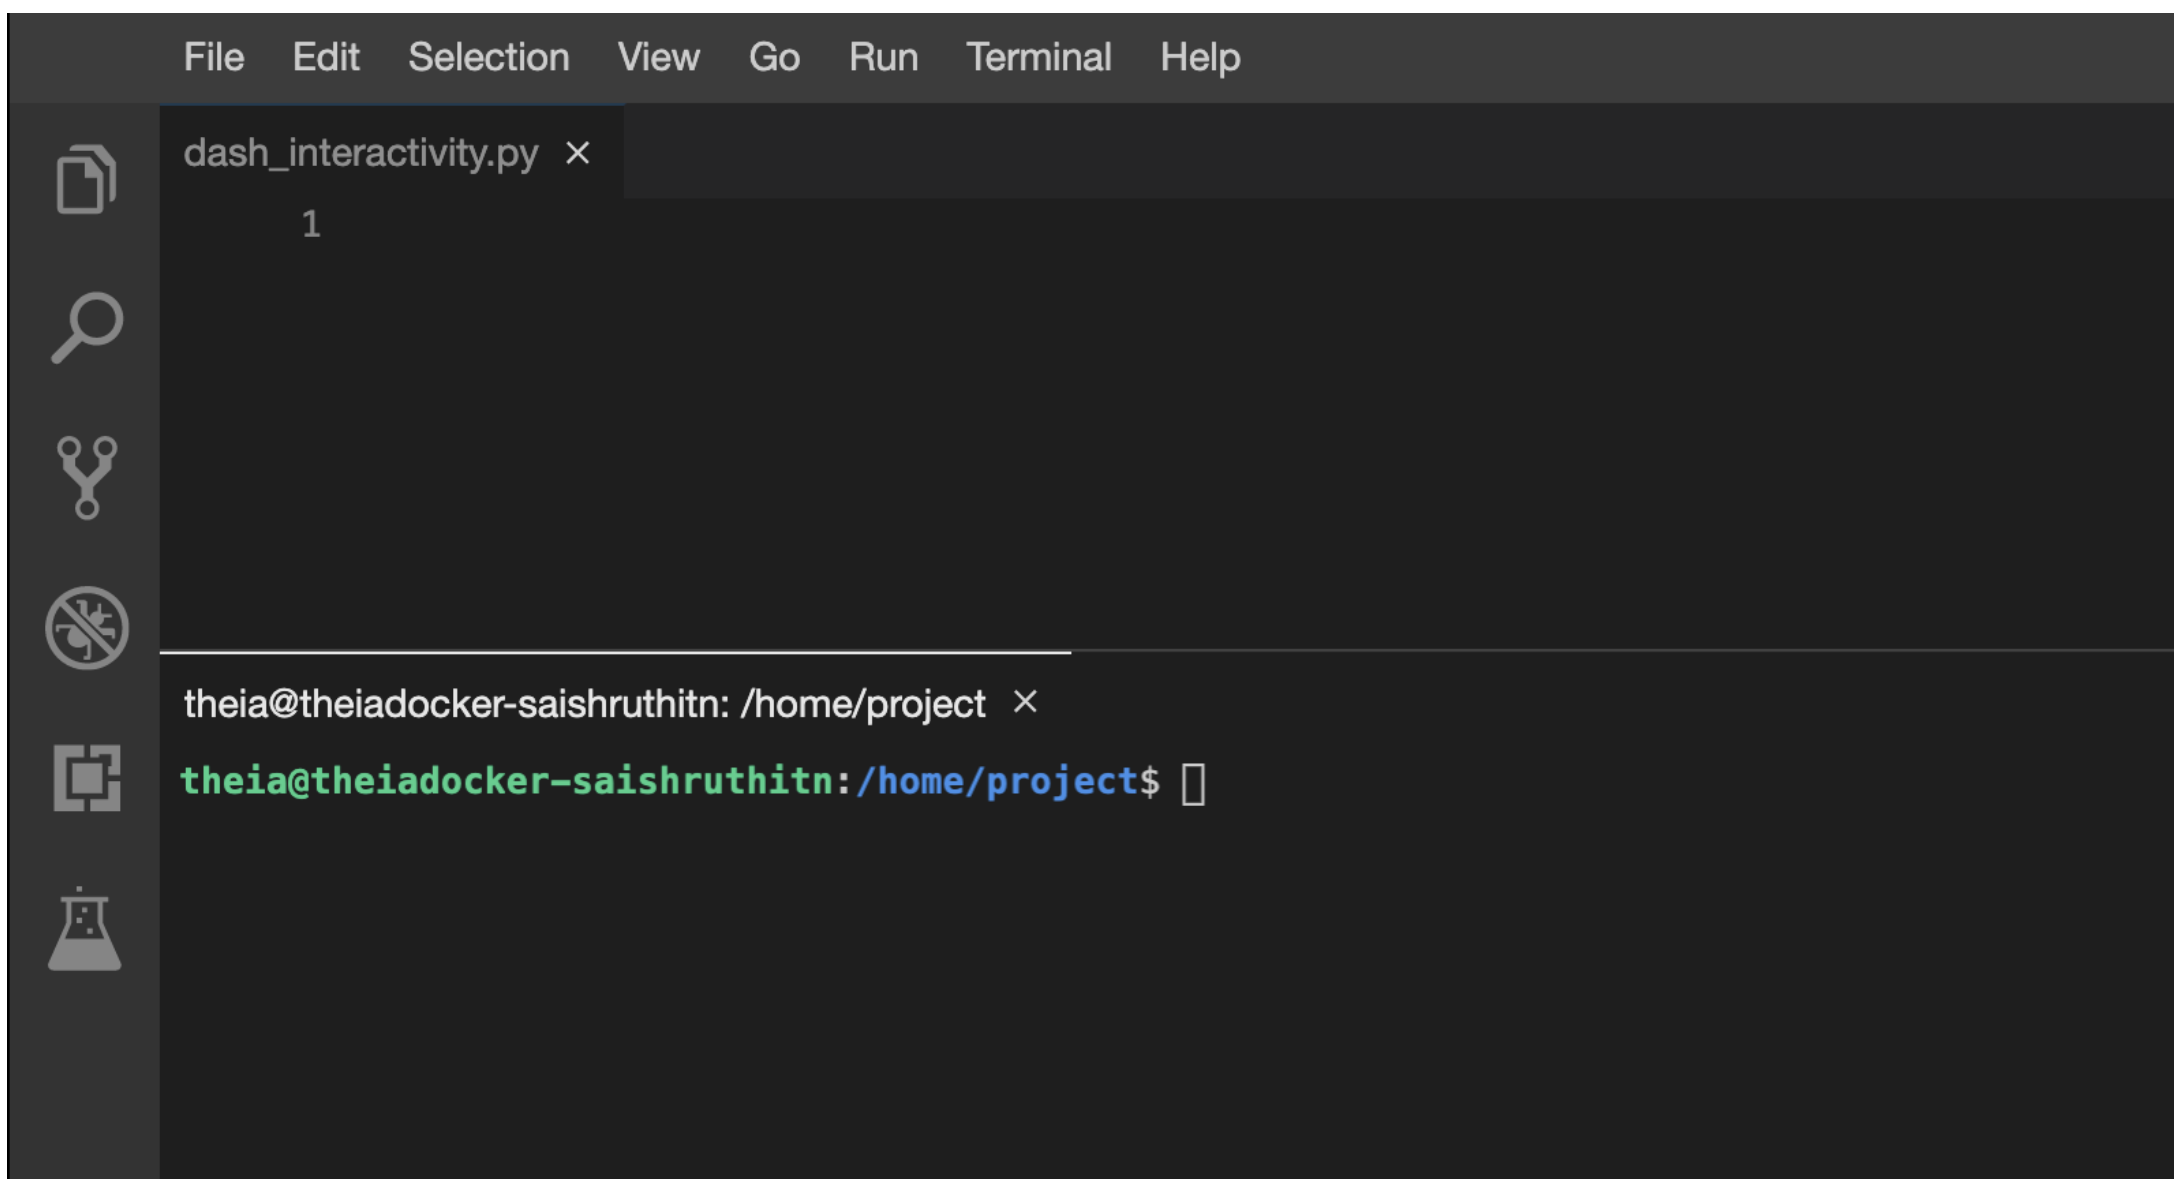 File Edit Selection View Go Run Terminal Help
dash_interactivity.py ×
1
theia@theiadocker-saishruthitn: /home/project ×
theia@theiadocker-saishruthitn:/home/project$